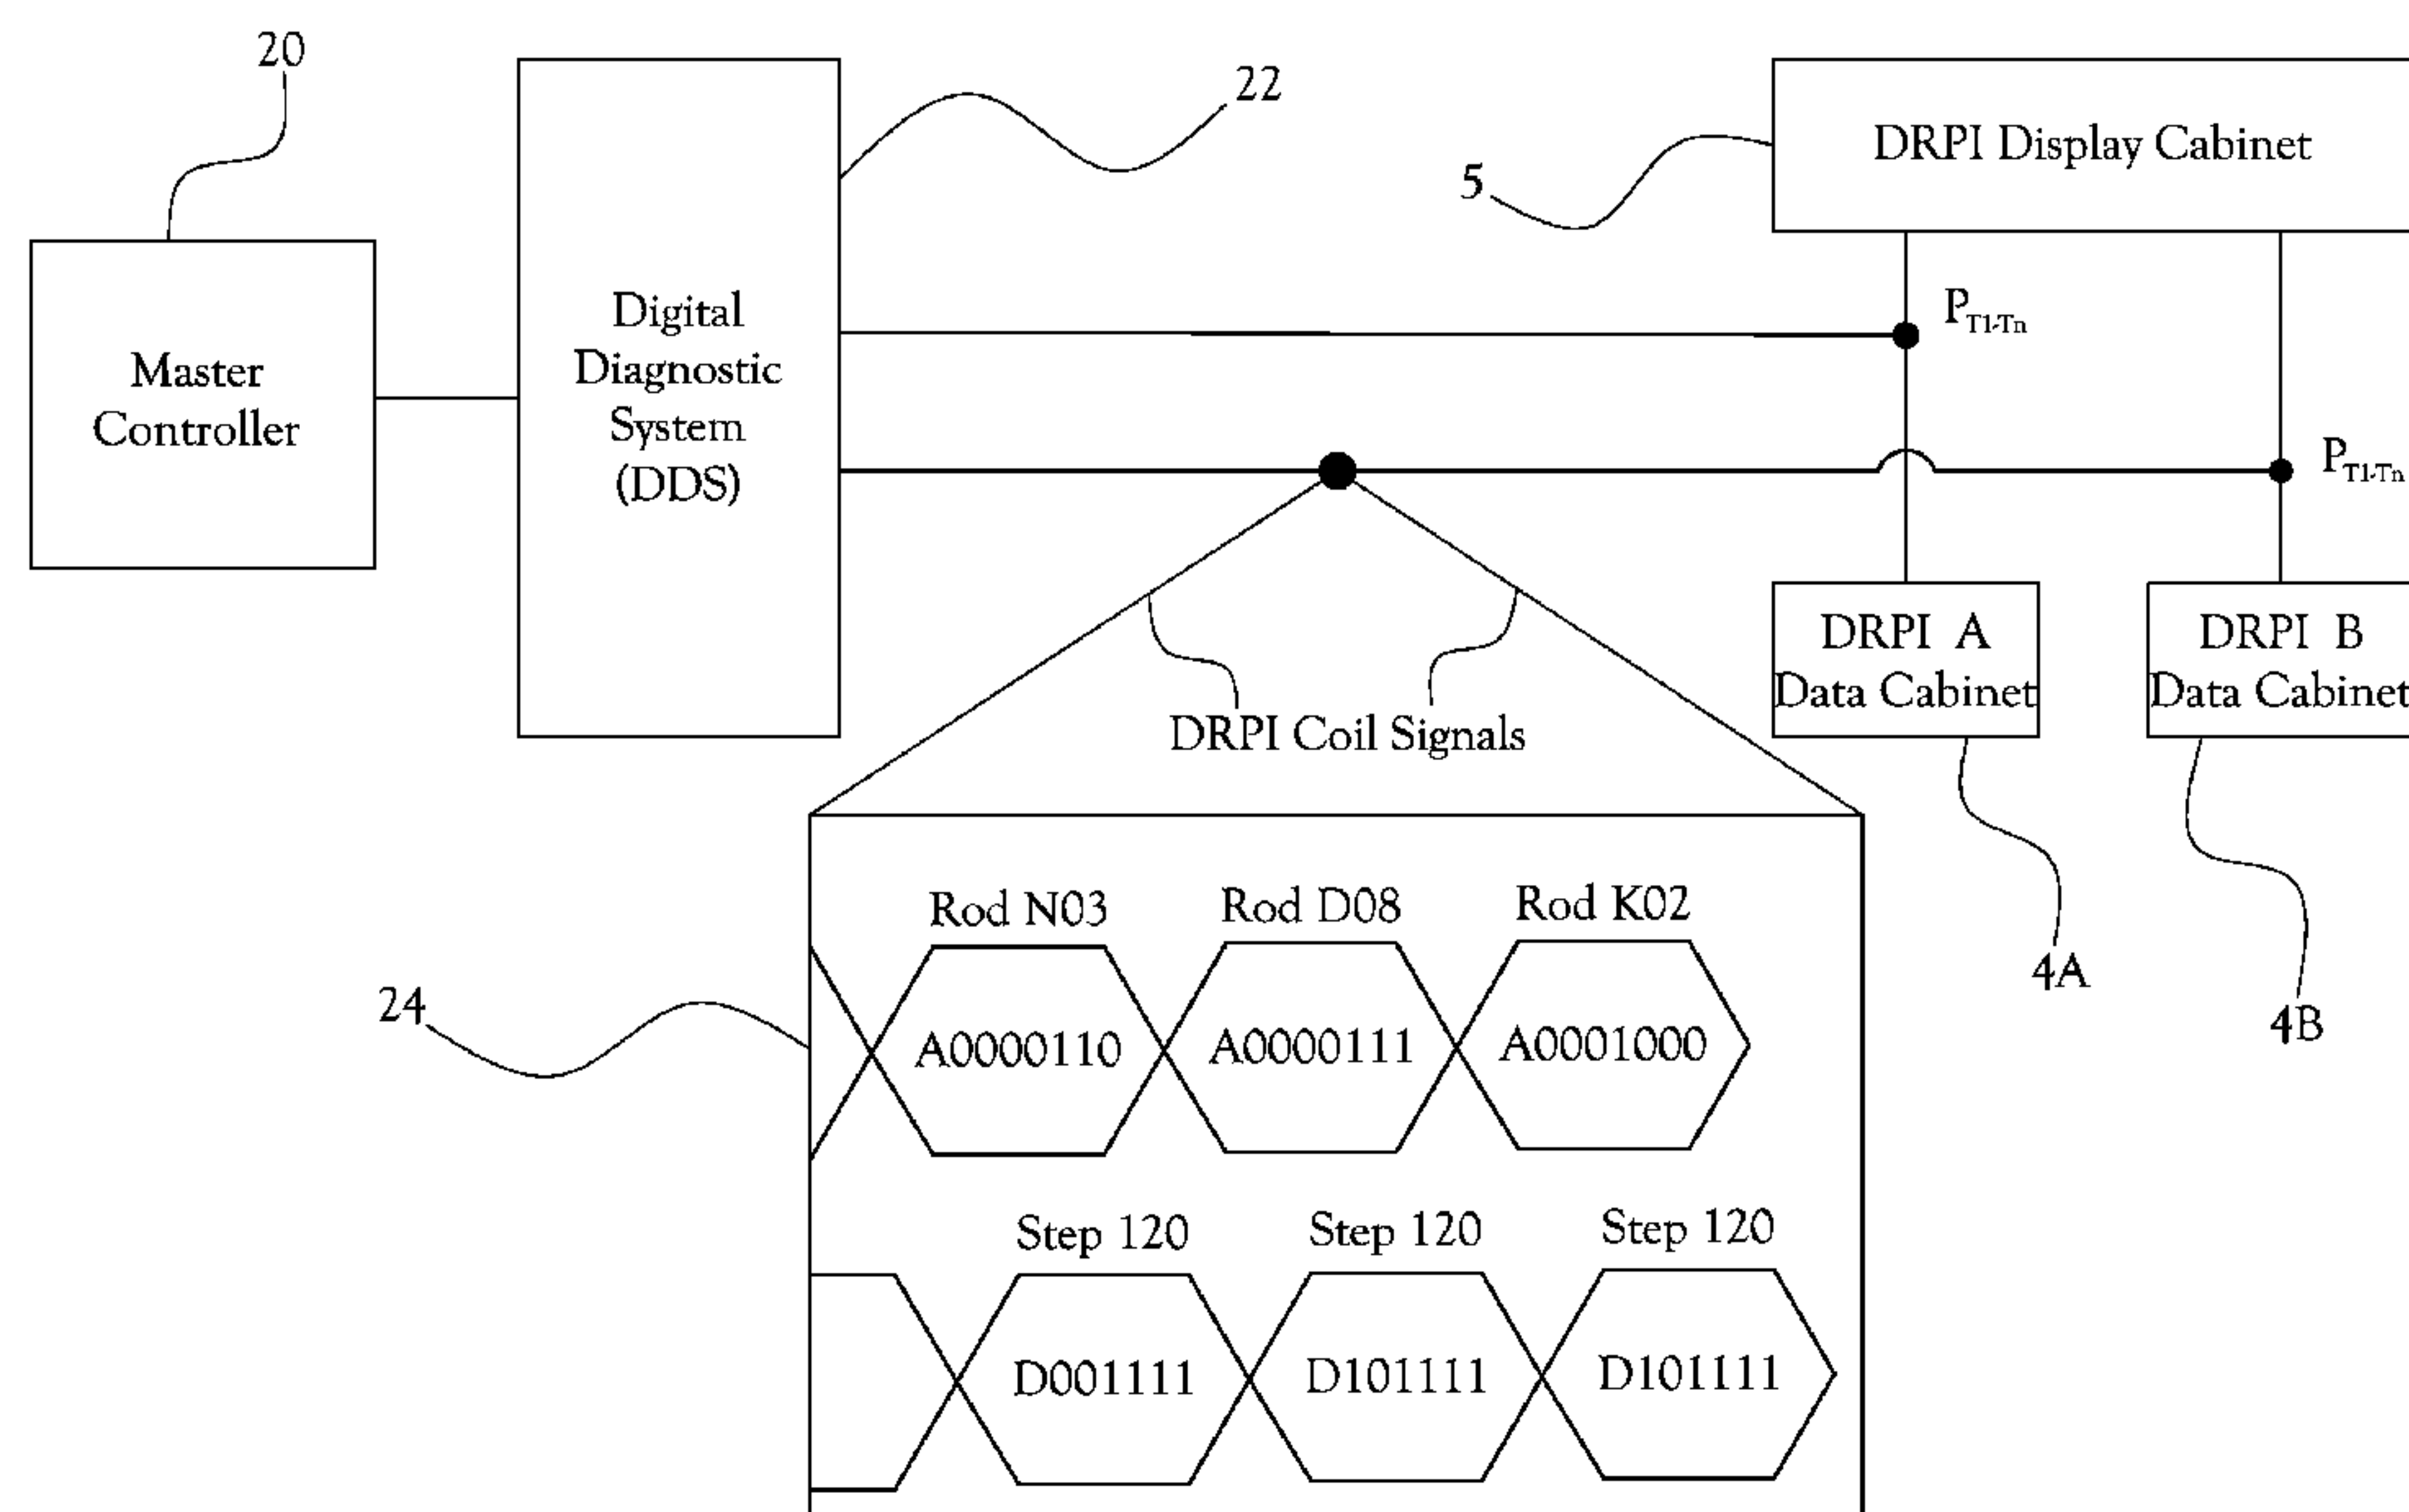 20
22
5
DRPI Display Cabinet
Master
Controller
Digital
Diagnostic
System
(DDS)
P_T1-Tn
P_T1-Tn
DRPI A
Data Cabinet
DRPI B
Data Cabinet
DRPI Coil Signals
4A
4B
24
Rod N03
Rod D08
Rod K02
A0000110
A0000111
A0001000
Step 120
Step 120
Step 120
D001111
D101111
D101111